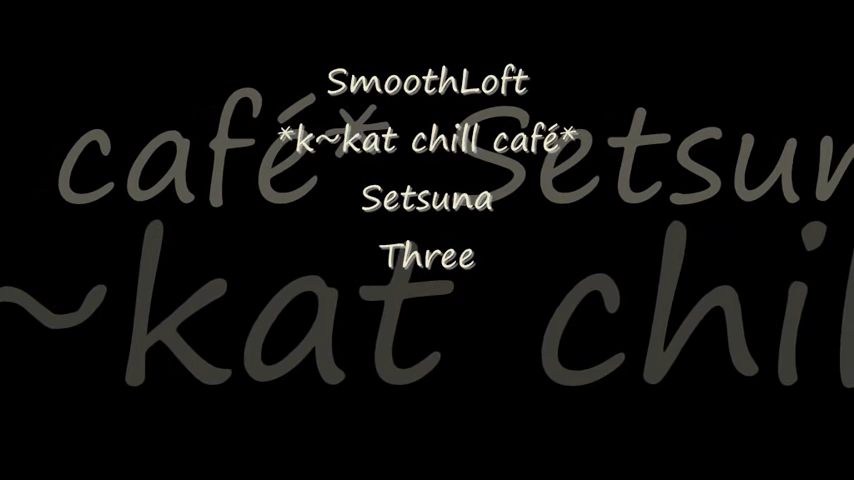 SmoothLoft
*k~kat chill café*
Setsuna
Three
café* Setsun
~kat chil